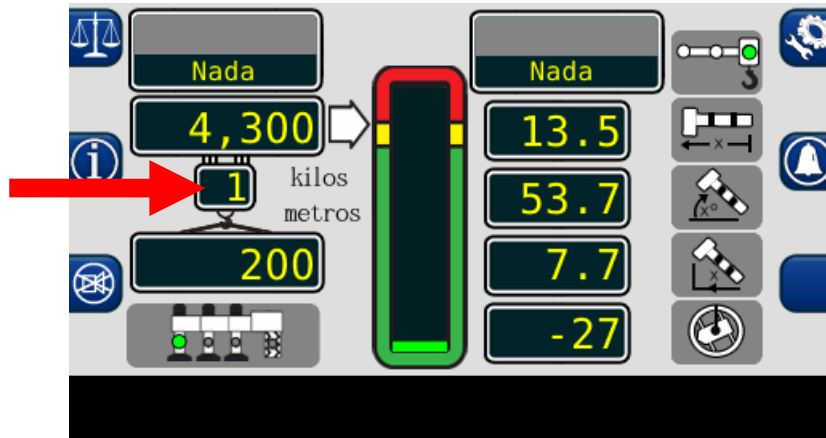 Nada
4,300
1
kilos
metros
200
Nada
13.5
53.7
7.7
-27
x
x°
x